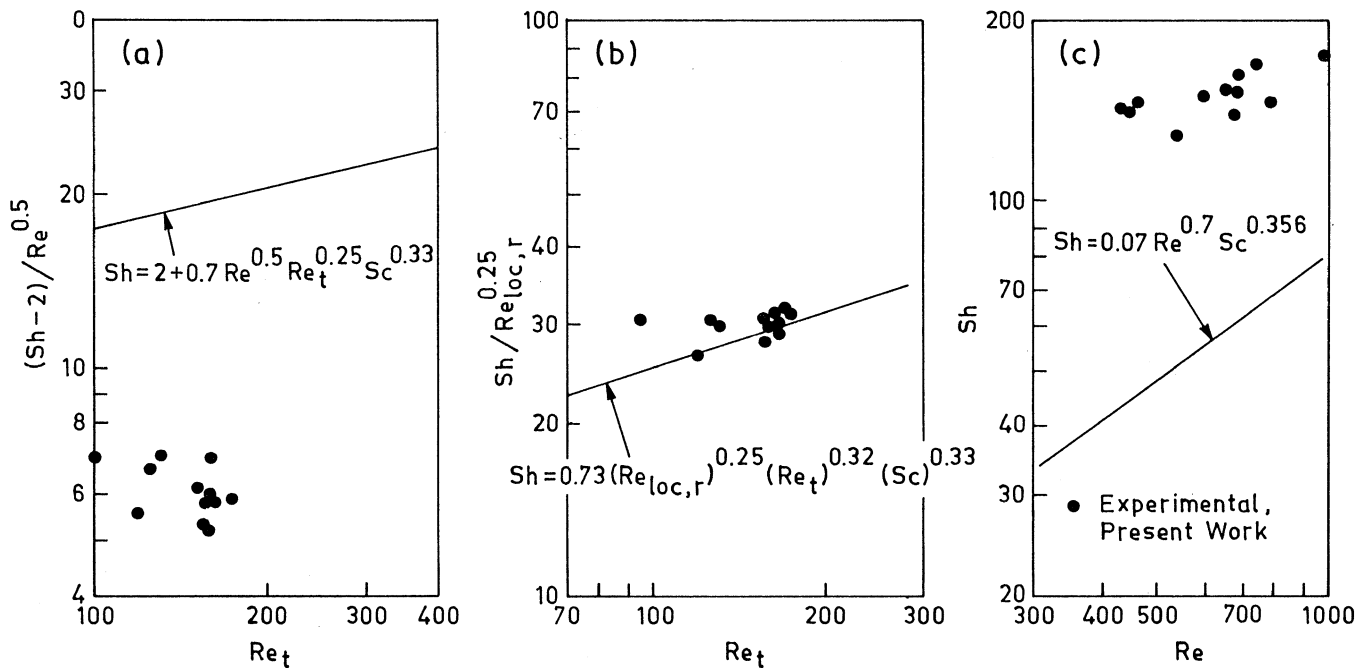 (a)
0
30
20
10
8
6
4
100
200
300
400
(Sh-2)/Re^0.5
Re_t
Sh=2+0.7 Re^0.5 Re_t^0.25 Sc^0.33
(b)
100
70
40
30
20
10
70
100
200
300
Sh/Re_loc,r^0.25
Re_t
Sh=0.73(Re_loc,r)^0.25 (Re_t)^0.32 (Sc)^0.33
(c)
200
100
70
40
30
20
300
400
500
700
1000
Sh
Re
Sh=0.07 Re^0.7 Sc^0.356
Experimental,
Present Work